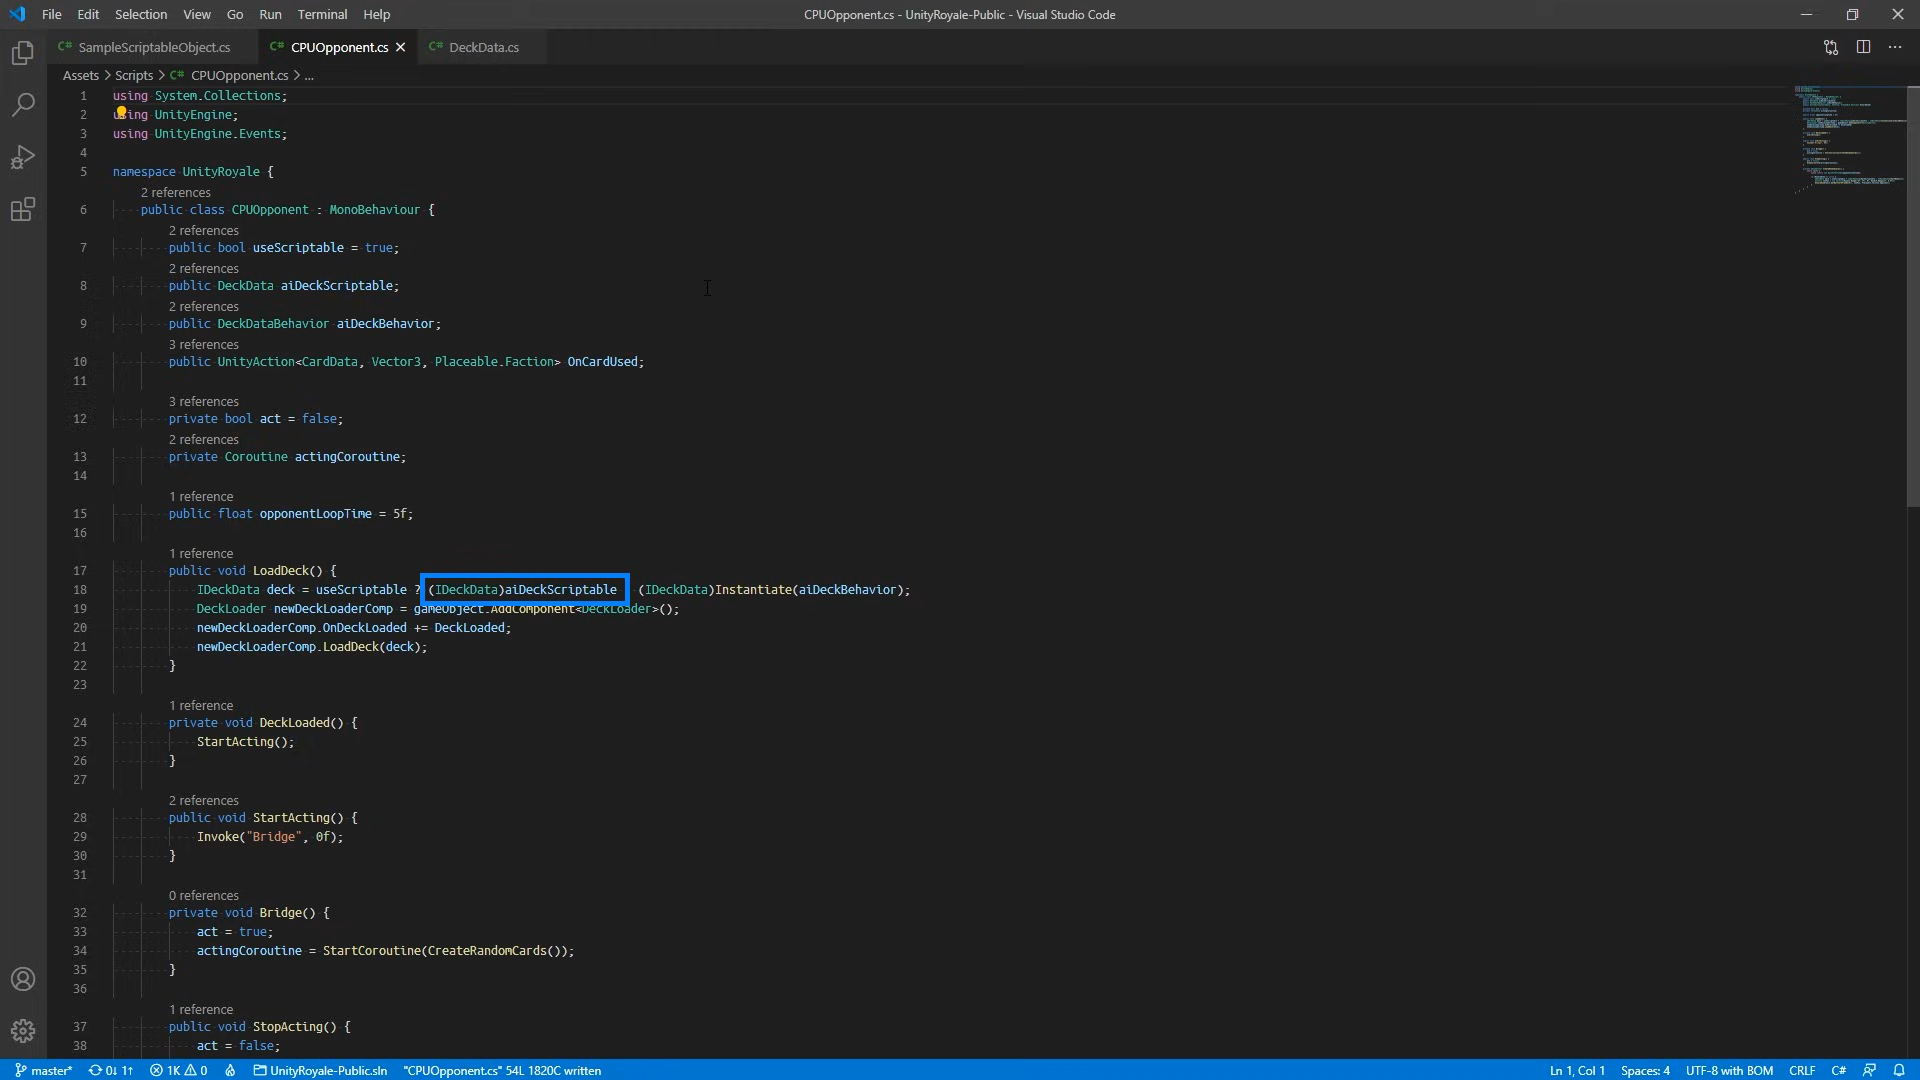 File Edit Selection View Go Run Terminal Help
CPUOpponent.cs - UnityRoyale-Public - Visual Studio Code
C# SampleScriptableObject.cs
C# CPUOpponent.cs
C# DeckData.cs
Assets > Scripts > C# CPUOpponent.cs > ...
1 using System.Collections;
2 using UnityEngine;
3 using UnityEngine.Events;
4
5 namespace UnityRoyale {
2 references
6 public class CPUOpponent : MonoBehaviour {
2 references
7 public bool useScriptable = true;
2 references
8 public DeckData aiDeckScriptable;
2 references
9 public DeckDataBehavior aiDeckBehavior;
3 references
10 public UnityAction<CardData, Vector3, Placeable.Faction> OnCardUsed;
11
3 references
12 private bool act = false;
2 references
13 private Coroutine actingCoroutine;
14
1 reference
15 public float opponentLoopTime = 5f;
16
1 reference
17 public void LoadDeck() {
18 IDeckData deck = useScriptable ? (IDeckData)aiDeckScriptable (IDeckData)Instantiate(aiDeckBehavior);
19 DeckLoader newDeckLoaderComp = gameObject.AddComponent<DeckLoader>();
20 newDeckLoaderComp.OnDeckLoaded += DeckLoaded;
21 newDeckLoaderComp.LoadDeck(deck);
22 }
23
1 reference
24 private void DeckLoaded() {
25 StartActing();
26 }
27
2 references
28 public void StartActing() {
29 Invoke("Bridge", 0f);
30 }
31
0 references
32 private void Bridge() {
33 act = true;
34 actingCoroutine = StartCoroutine(CreateRandomCards());
35 }
36
1 reference
37 public void StopActing() {
38 act = false;
master* 0↓ 1↑ 1K 0 UnityRoyale-Public.sln "CPUOpponent.cs" 54L 1820C written
Ln 1, Col 1 Spaces: 4 UTF-8 with BOM CRLF C#